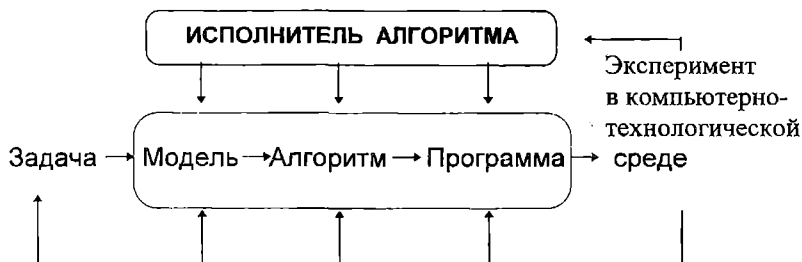 ИСПОЛНИТЕЛЬ АЛГОРИТМА
Эксперимент
в компьютерно-
технологической
Задача Модель Алгоритм Программа среде